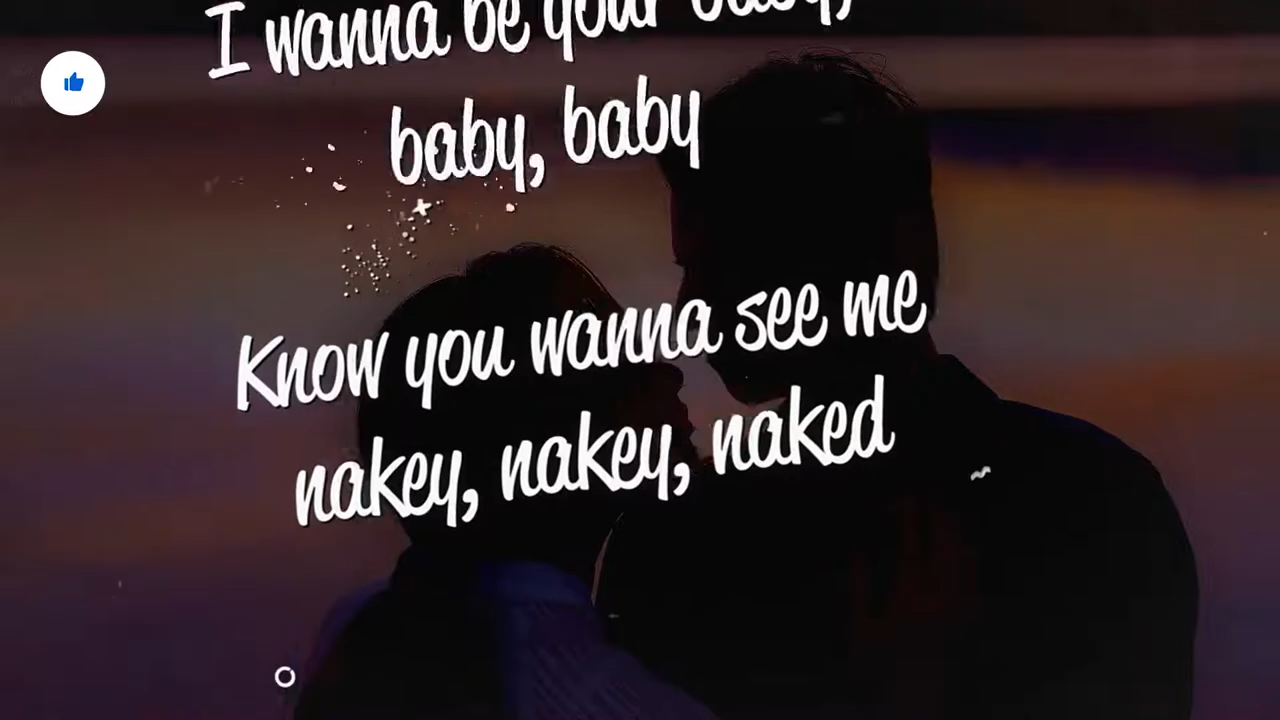 I wanna be your baby,
baby, baby
Know you wanna see me
nakey, nakey, naked